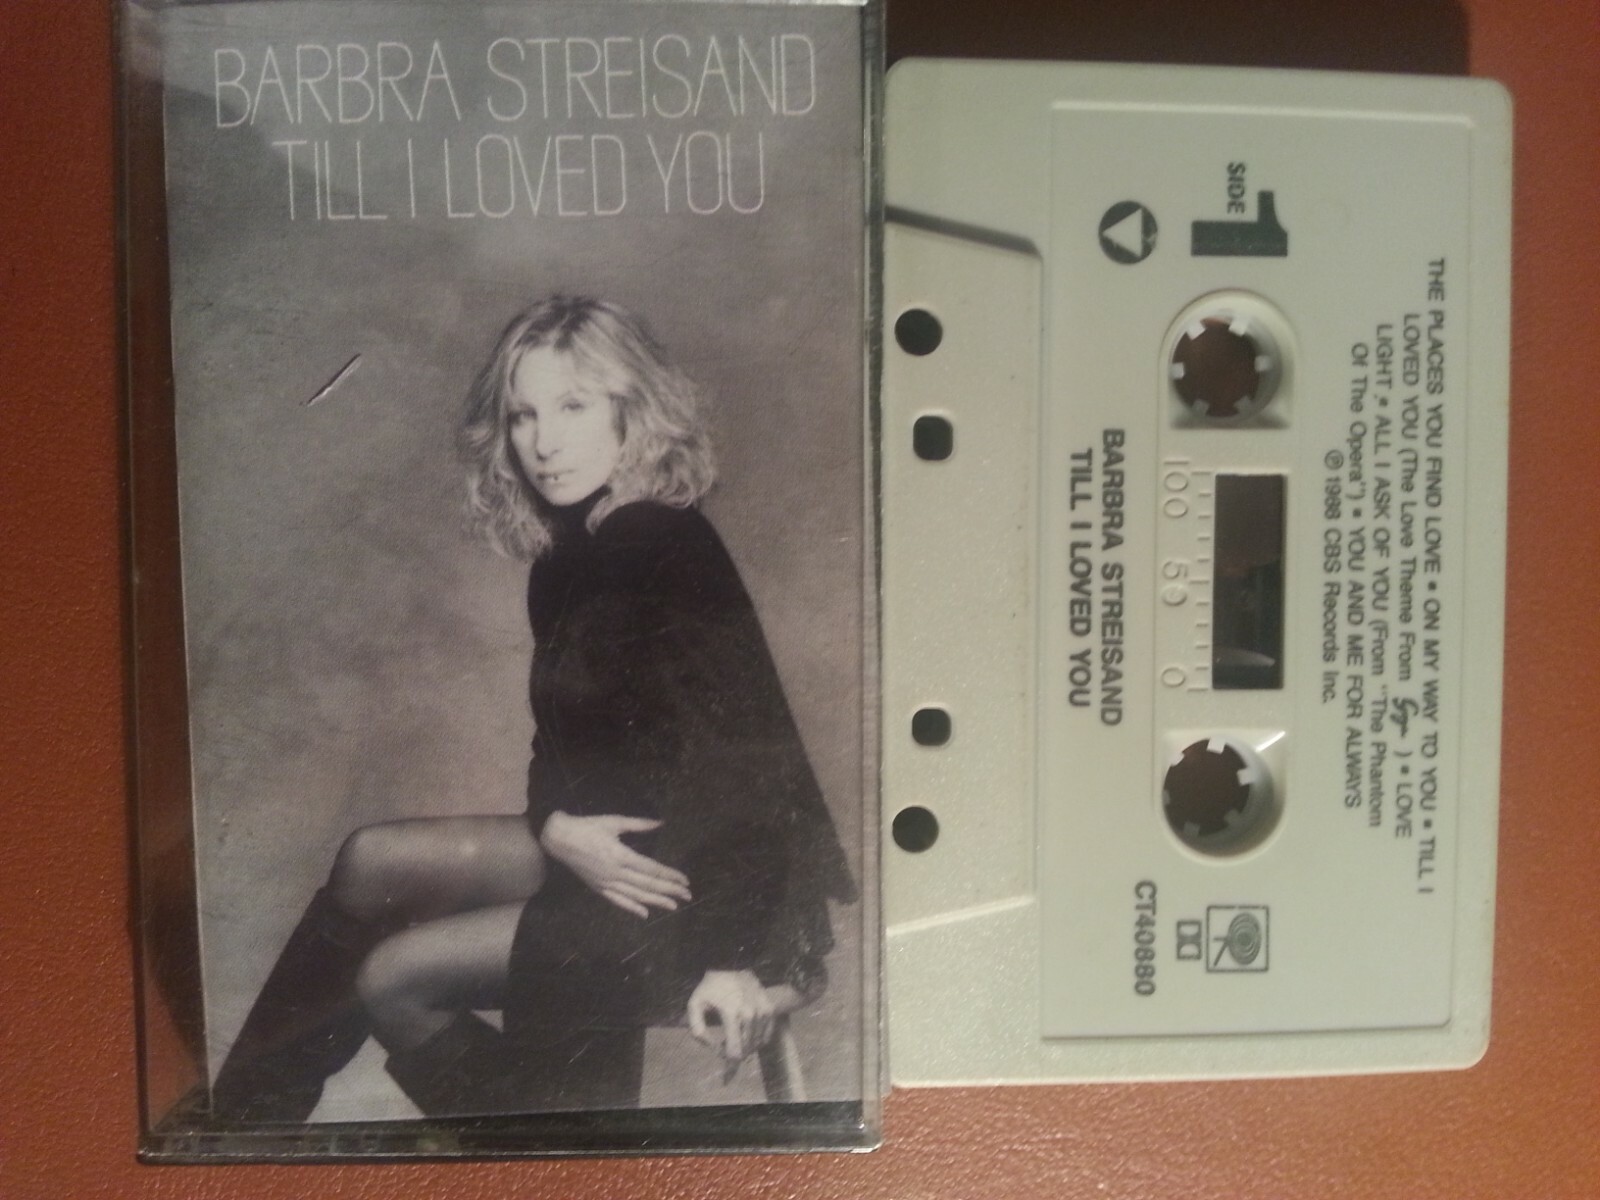 BARBRA STREISAND
TILL I LOVED YOU
THE PLACES YOU FIND LOVE • ON MY WAY TO YOU • TILL I
LOVED YOU (The Love Theme From Goya) • LOVE
LIGHT • ALL I ASK OF YOU (From "The Phantom
Of The Opera") • YOU AND ME FOR ALWAYS
℗ 1988 CBS Records Inc.
SIDE 1
100 50 0
CT40880
BARBRA STREISAND
TILL I LOVED YOU